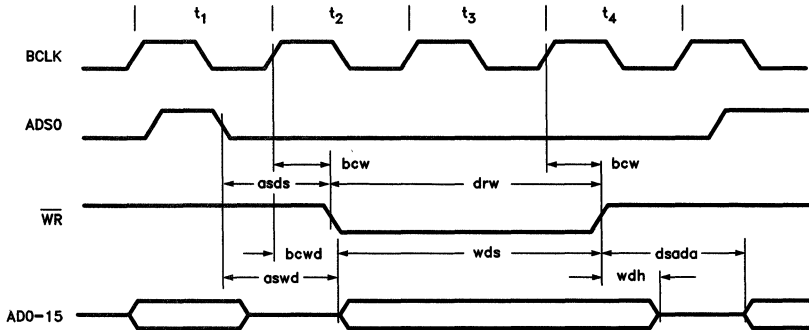 t1 t2 t3 t4
BCLK
ADS0
bcw bcw
asds drw
WR
bcwd wds dsada
aswd wdh
AD0-15